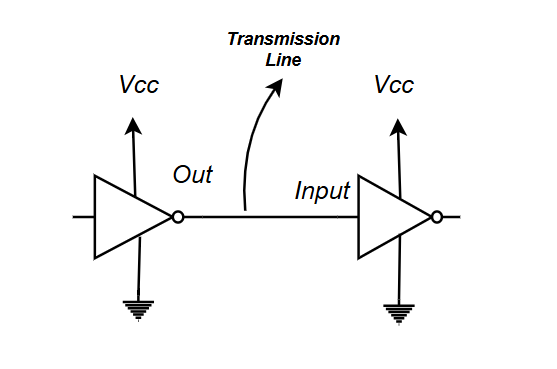 Transmission
Line
Vcc
Vcc
Out
Input